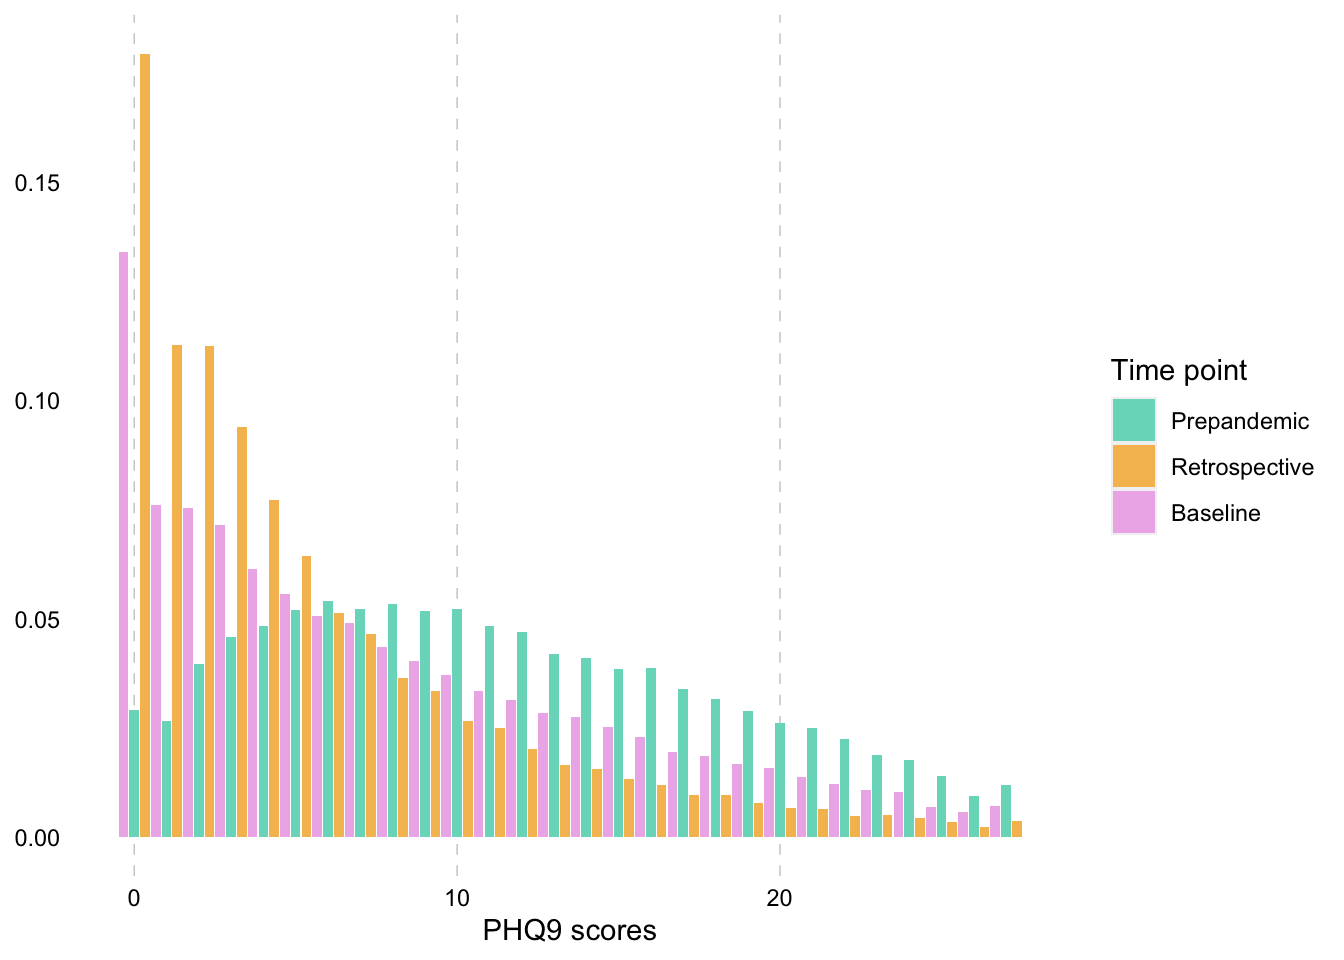 0.15
0.10
0.05
0.00
0
10
20
PHQ9 scores
Time point
Prepandemic
Retrospective
Baseline